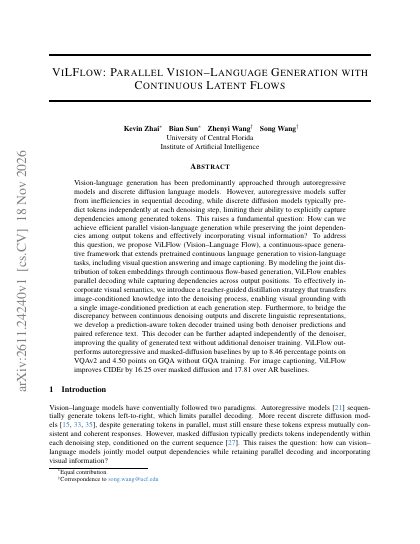 VILFLOW: PARALLEL VISION–LANGUAGE GENERATION WITH
CONTINUOUS LATENT FLOWS
Kevin Zhai* Bian Sun* Zhenyi Wang† Song Wang†
University of Central Florida
Institute of Artificial Intelligence
ABSTRACT
Vision-language generation has been predominantly approached through autoregressive
models and discrete diffusion language models. However, autoregressive models suffer
from inefficiencies in sequential decoding, while discrete diffusion models typically pre-
dict tokens independently at each denoising step, limiting their ability to explicitly capture
dependencies among generated tokens. This raises a fundamental question: How can we
achieve efficient parallel vision-language generation while preserving the joint depen-
dencies among output tokens and effectively incorporating visual information? To address
this question, we propose ViLFlow (Vision–Language Flow), a continuous-space genera-
tive framework that extends pretrained continuous language generation to vision-language
tasks, including visual question answering and image captioning. By modeling the joint dis-
tribution of token embeddings through continuous flow-based generation, ViLFlow enables
parallel decoding while capturing dependencies across output positions. To effectively in-
corporate visual semantics, we introduce a teacher-guided distillation strategy that transfers
image-conditioned knowledge into the denoising process, enabling visual grounding with
a single image-conditioned prediction at each generation step. Furthermore, to bridge
the discrepancy between continuous denoising outputs and discrete linguistic representations,
we develop a prediction-aware token decoder trained using both denoiser predictions and
paired reference text. This decoder can be further adapted independently of the denoiser,
improving the quality of generated text without additional denoiser training. ViLFlow out-
performs autoregressive and masked-diffusion baselines by up to 8.46 percentage points on
VQAv2 and 4.50 points on GQA without GQA training. For image captioning, ViLFlow
improves CIDEr by 16.25 over masked diffusion and 17.81 over AR baselines.
1 Introduction
Vision–language models have conventionally followed two paradigms. Autoregressive models [21] sequen-
tially generate tokens left-to-right, which limits parallel decoding. More recent discrete diffusion mod-
els [15, 33, 35], despite generating tokens in parallel, must still ensure these tokens express mutually con-
sistent and coherent responses. However, masked diffusion typically predicts tokens independently within
each denoising step, conditioned on the current sequence [27]. This raises the question: how can vision–
language models jointly model output dependencies while retaining parallel decoding and incorporating
visual information?
*Equal contribution.
†Correspondence to song.wang@ucf.edu
arXiv:2611.24240v1 [cs.CV] 18 Nov 2026